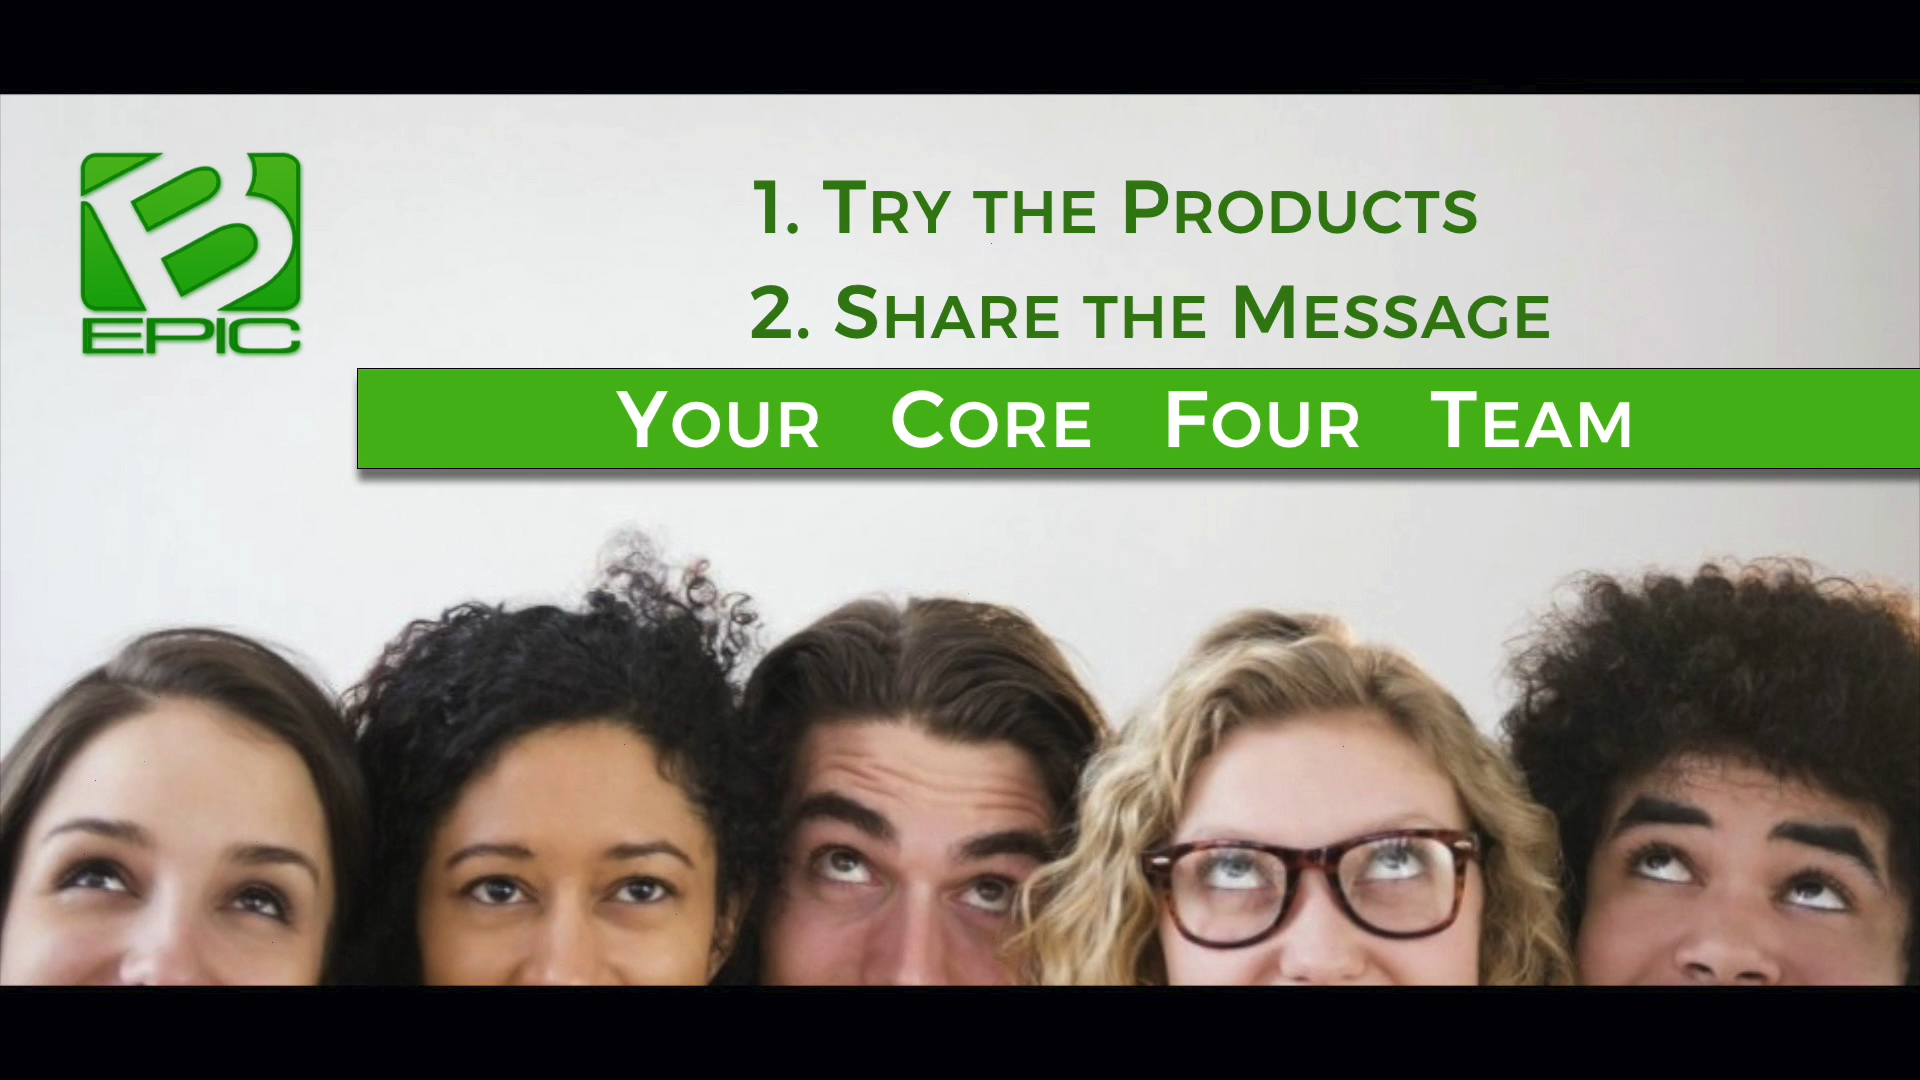 B
EPIC
1. Try the Products
2. Share the Message
Your Core Four Team